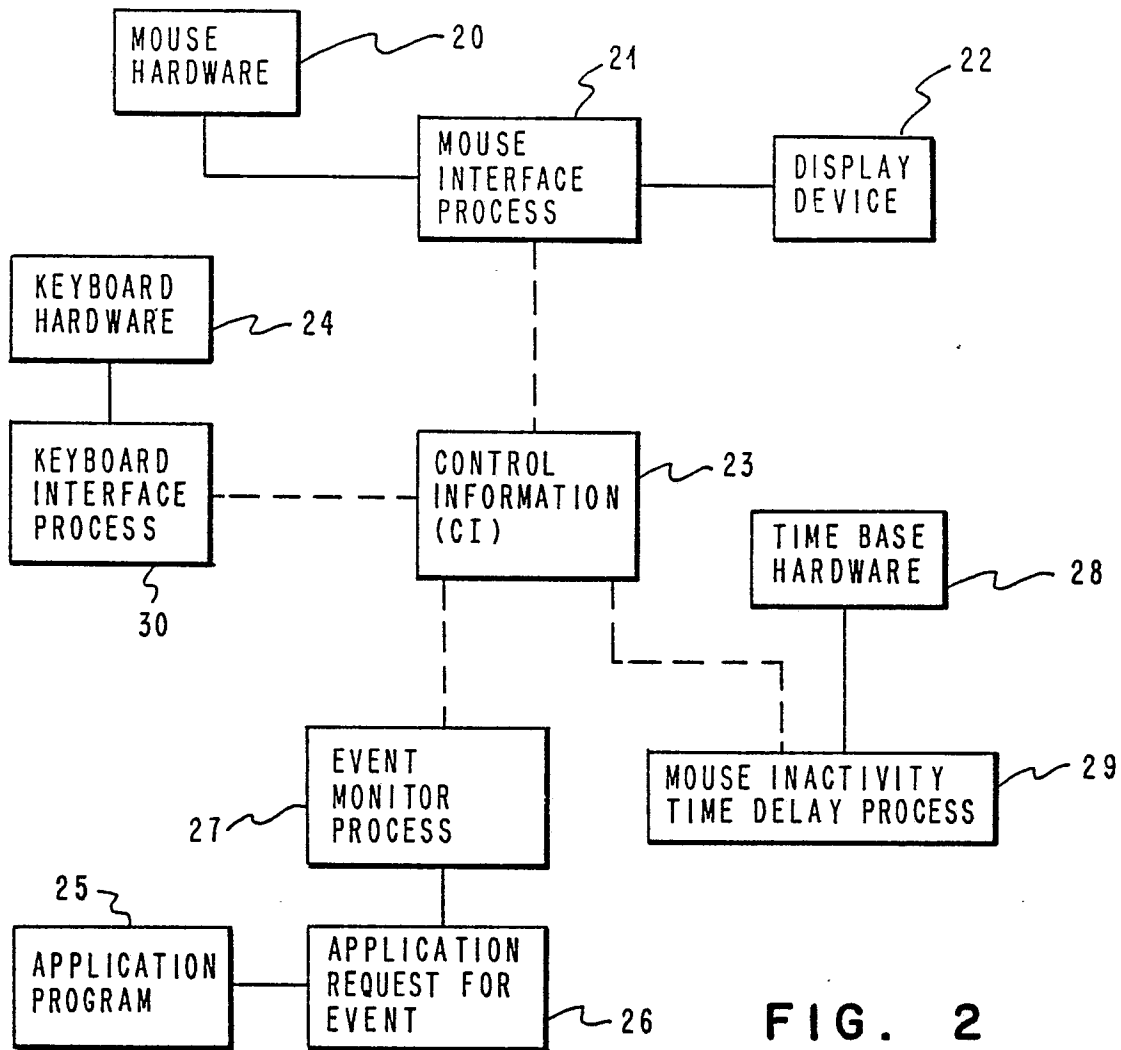 MOUSE
HARDWARE
20
21
MOUSE
INTERFACE
PROCESS
22
DISPLAY
DEVICE
KEYBOARD
HARDWARE
24
KEYBOARD
INTERFACE
PROCESS
30
CONTROL
INFORMATION
(CI)
23
TIME BASE
HARDWARE
28
EVENT
MONITOR
PROCESS
27
MOUSE INACTIVITY
TIME DELAY PROCESS
29
25
APPLICATION
PROGRAM
APPLICATION
REQUEST FOR
EVENT
26
FIG. 2